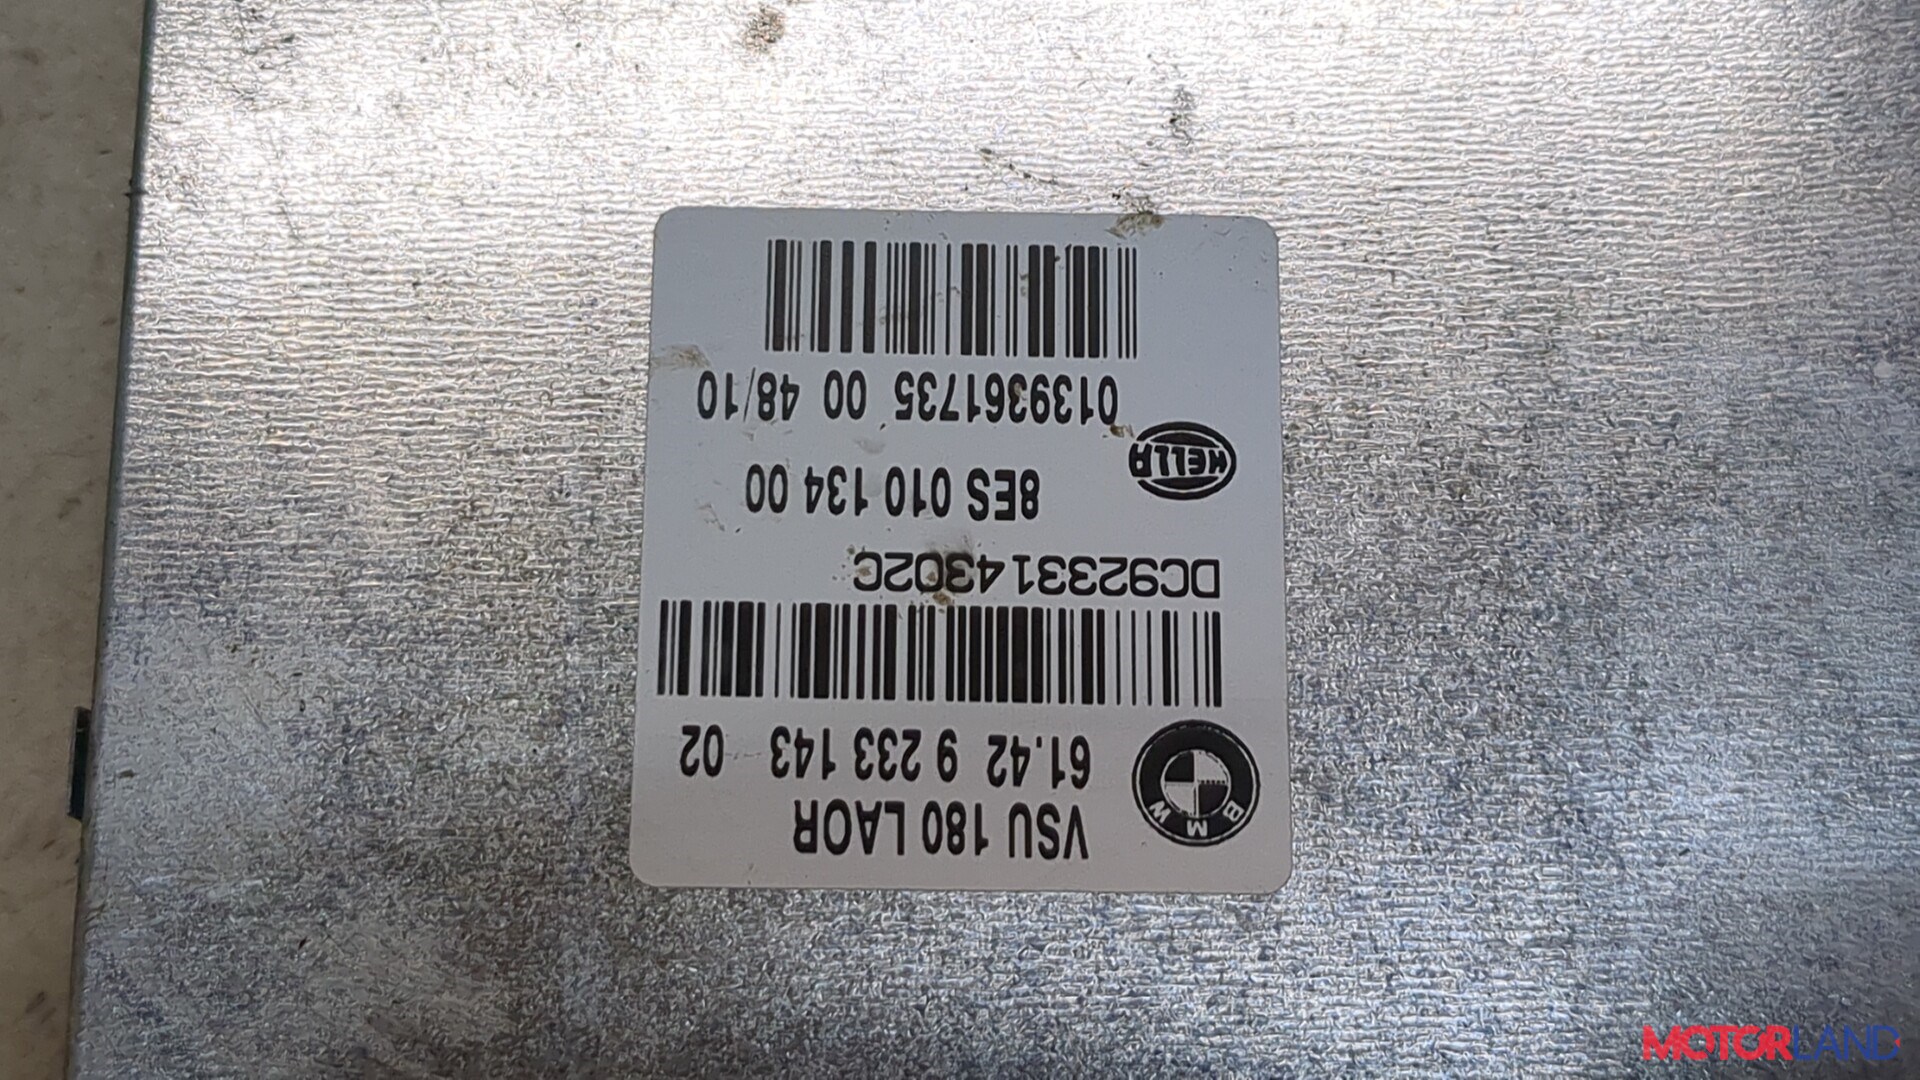 VSU 180 LAOR
61.42 9 233 143 02
BMW
DC923314302C
8ES 010 134 00
HELLA
0139361735 00 48/10
MOTORLAND